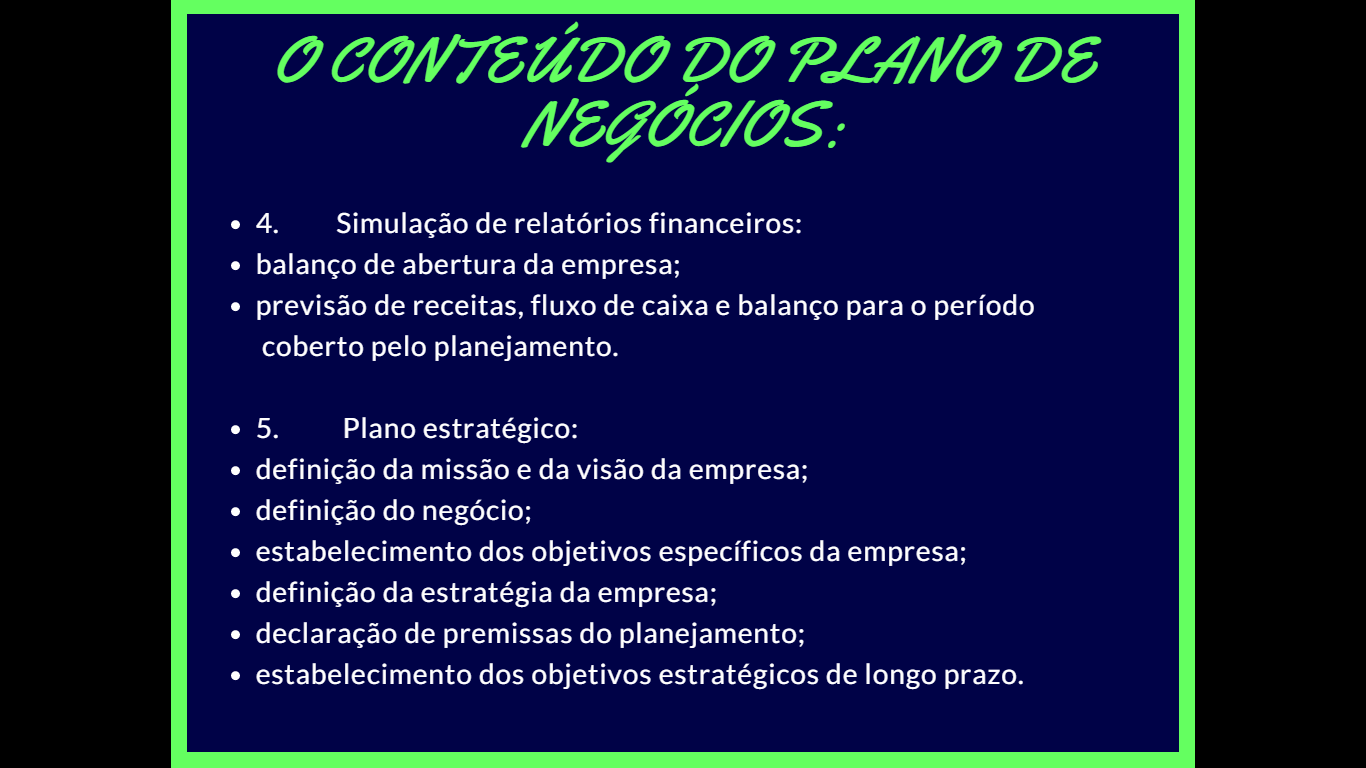 O CONTEÚDO DO PLANO DE
NEGÓCIOS:
• 4. Simulação de relatórios financeiros:
• balanço de abertura da empresa;
• previsão de receitas, fluxo de caixa e balanço para o período
coberto pelo planejamento.
• 5. Plano estratégico:
• definição da missão e da visão da empresa;
• definição do negócio;
• estabelecimento dos objetivos específicos da empresa;
• definição da estratégia da empresa;
• declaração de premissas do planejamento;
• estabelecimento dos objetivos estratégicos de longo prazo.